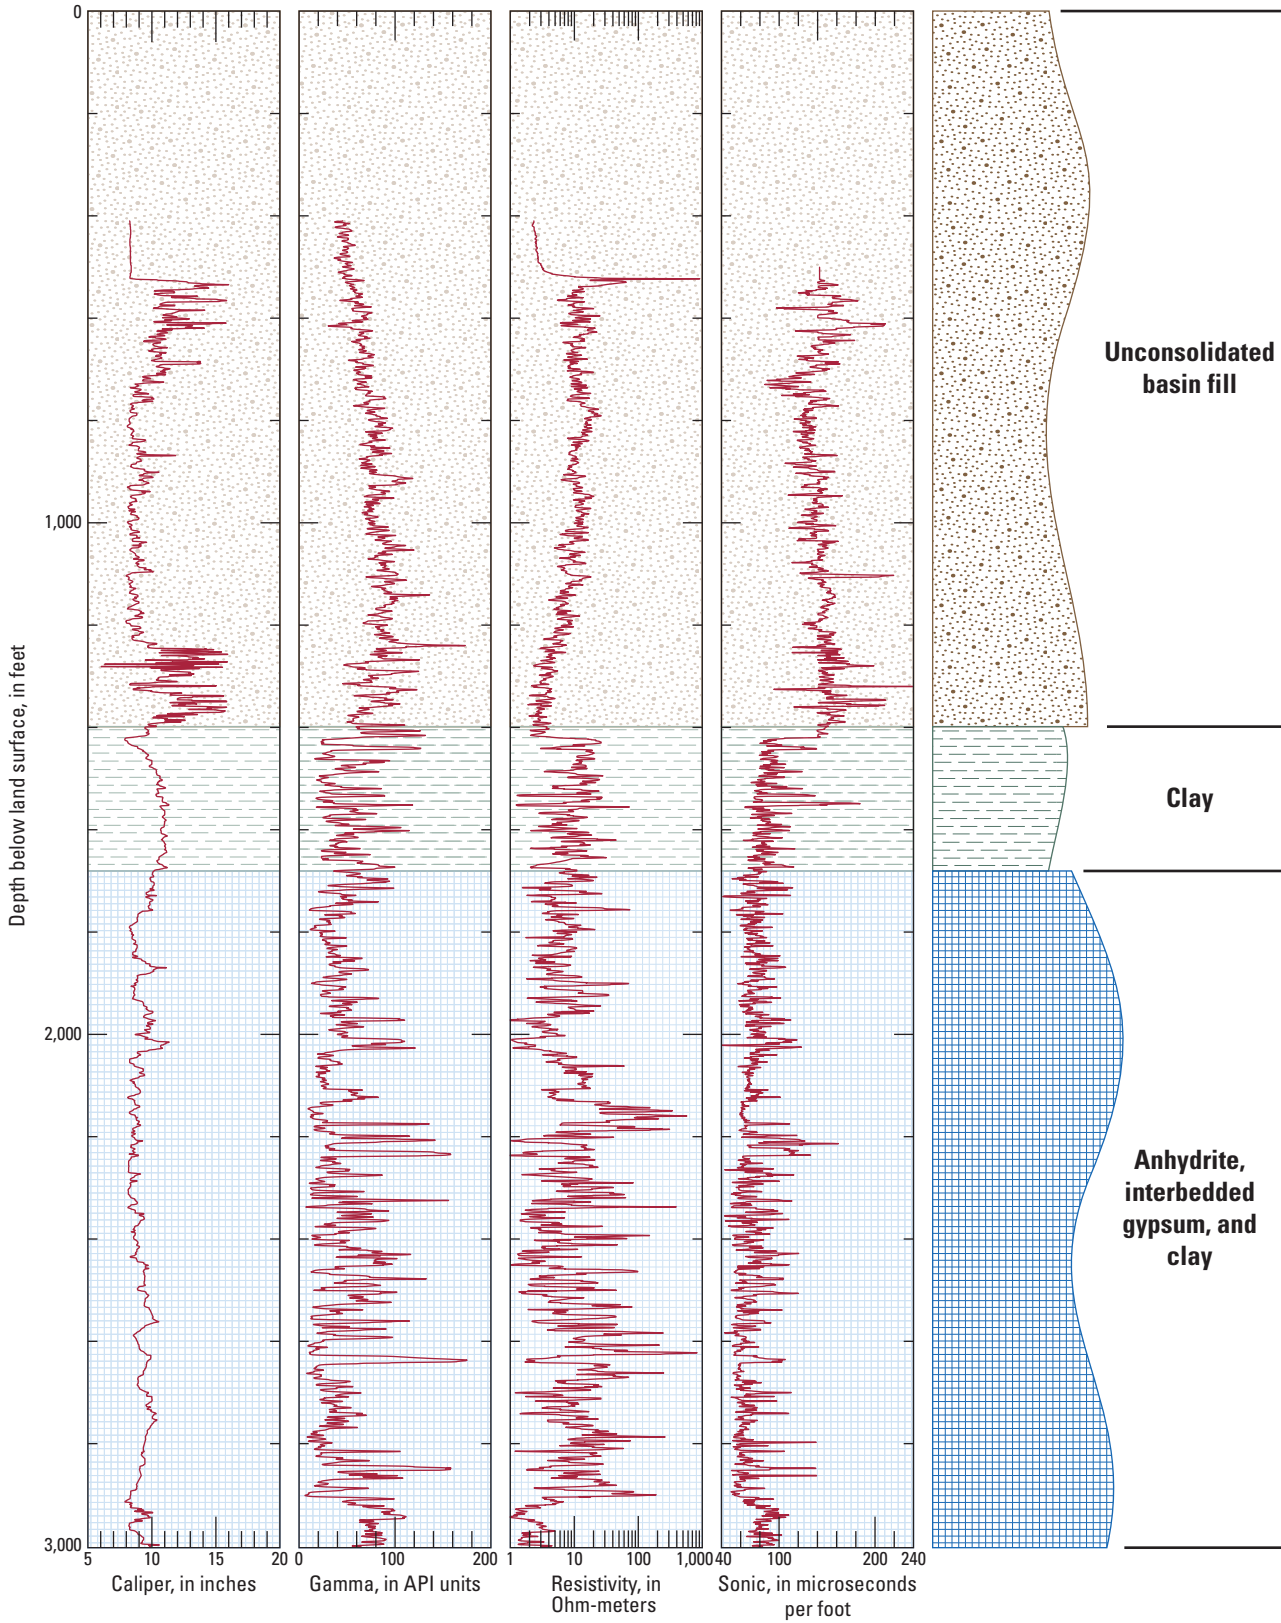 0
1,000
2,000
3,000
Depth below land surface, in feet
5
10
15
20
Caliper, in inches
0
100
200
Gamma, in API units
1
10
100
1,000
Resistivity, in
Ohm-meters
40
100
200
240
Sonic, in microseconds
per foot
Unconsolidated
basin fill
Clay
Anhydrite,
interbedded
gypsum, and
clay